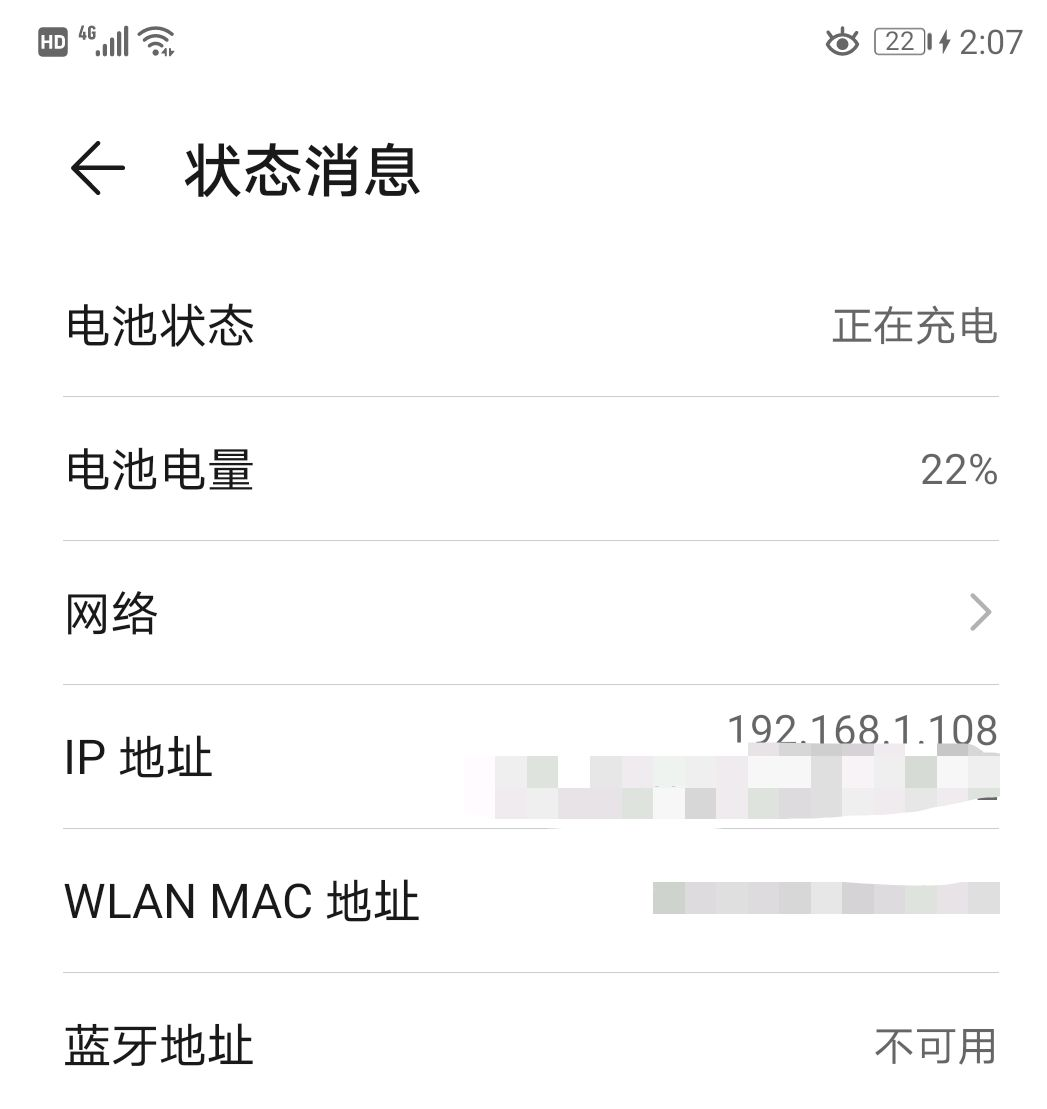 HD 4G 22 2:07
状态消息
电池状态 正在充电
电池电量 22%
网络
IP 地址 192.168.1.108
WLAN MAC 地址
蓝牙地址 不可用